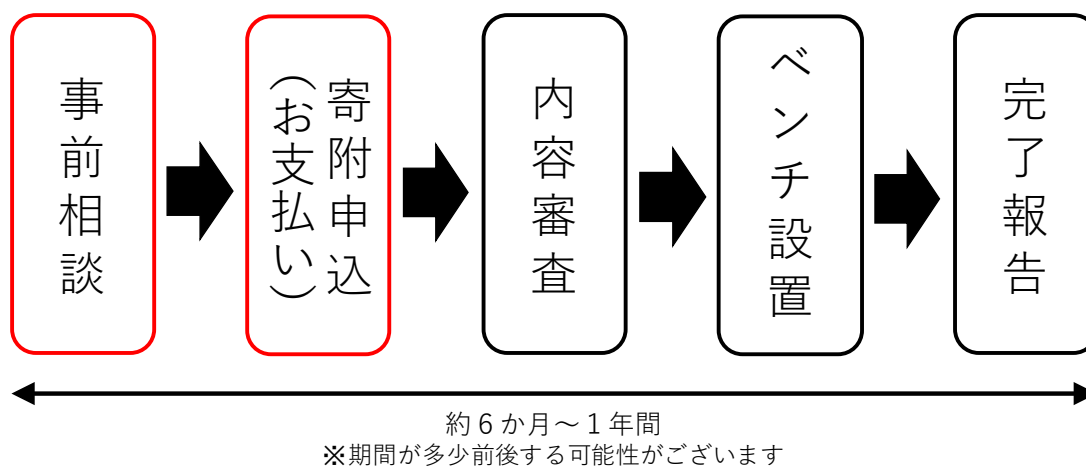 事前相談
寄附申込
(お支払い)
内容審査
ベンチ設置
完了報告
約6か月～1年間
※期間が多少前後する可能性がございます